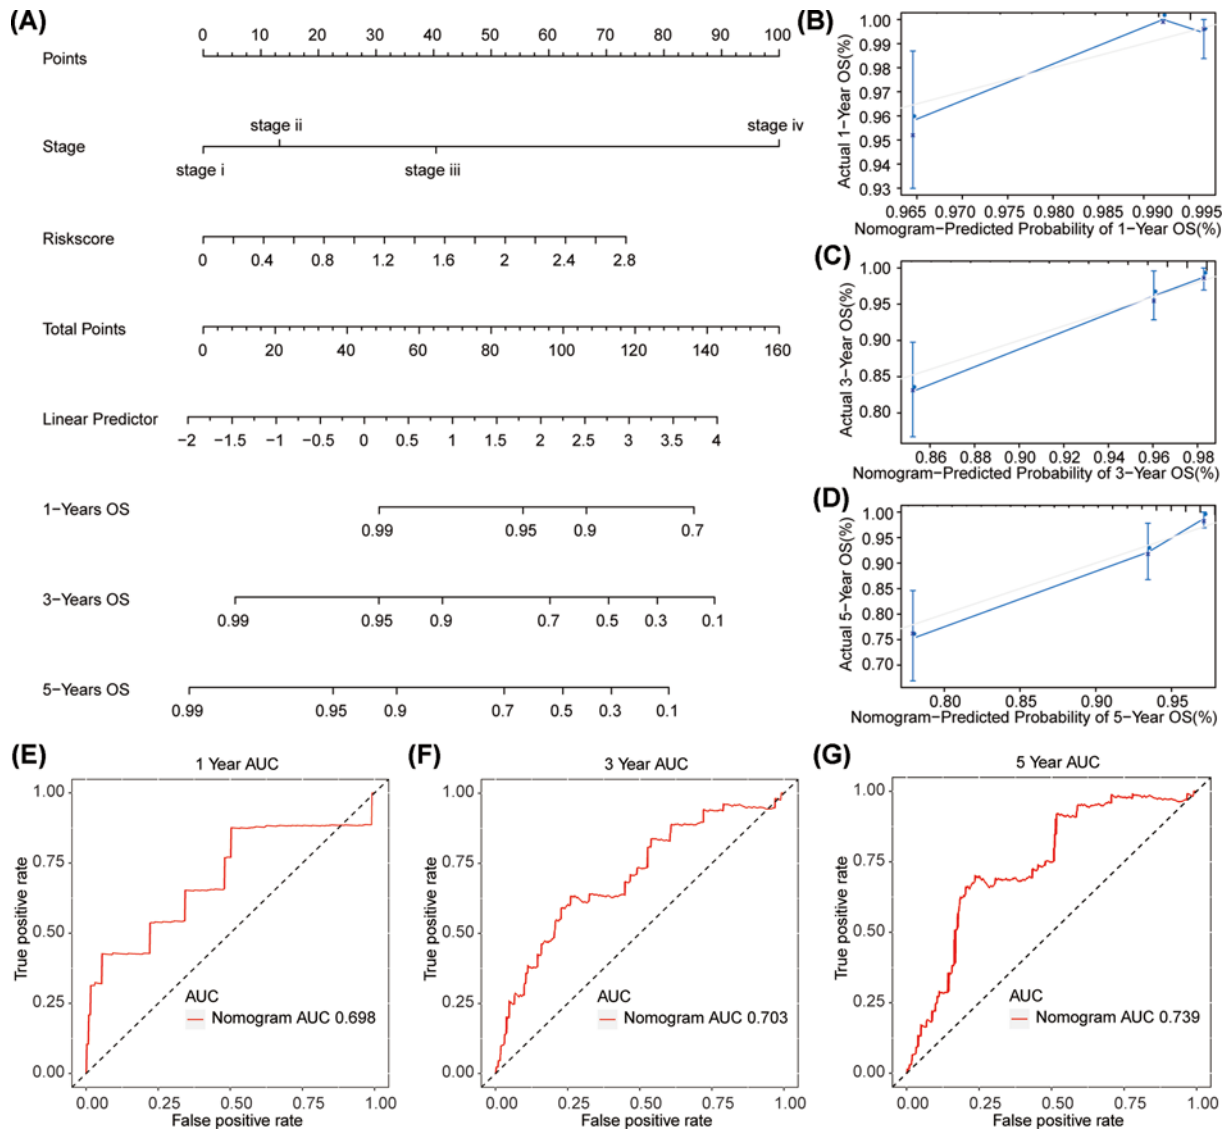 (A)
Points
0 10 20 30 40 50 60 70 80 90 100
Stage
stage i
stage ii
stage iii
stage iv
Riskscore
0 0.4 0.8 1.2 1.6 2 2.4 2.8
Total Points
0 20 40 60 80 100 120 140 160
Linear Predictor
−2 −1.5 −1 −0.5 0 0.5 1 1.5 2 2.5 3 3.5 4
1−Years OS
0.99 0.95 0.9 0.7
3−Years OS
0.99 0.95 0.9 0.7 0.5 0.3 0.1
5−Years OS
0.99 0.95 0.9 0.7 0.5 0.3 0.1
(B)
Actual 1−Year OS(%)
1.00
0.99
0.98
0.97
0.96
0.95
0.94
0.93
0.965 0.970 0.975 0.980 0.985 0.990 0.995
Nomogram−Predicted Probability of 1−Year OS(%)
(C)
Actual 3−Year OS(%)
1.00
0.95
0.90
0.85
0.80
0.86 0.88 0.90 0.92 0.94 0.96 0.98
Nomogram−Predicted Probability of 3−Year OS(%)
(D)
Actual 5−Year OS(%)
1.00
0.95
0.90
0.80
0.75
0.70
0.80 0.85 0.90 0.95
Nomogram−Predicted Probability of 5−Year OS(%)
(E)
1 Year AUC
True positive rate
1.00
0.75
0.50
0.25
0.00
AUC
Nomogram AUC 0.698
0.00 0.25 0.50 0.75 1.00
False positive rate
(F)
3 Year AUC
True positive rate
1.00
0.75
0.50
0.25
0.00
AUC
Nomogram AUC 0.703
0.00 0.25 0.50 0.75 1.00
False positive rate
(G)
5 Year AUC
True positive rate
1.00
0.75
0.50
0.25
0.00
AUC
Nomogram AUC 0.739
0.00 0.25 0.50 0.75 1.00
False positive rate